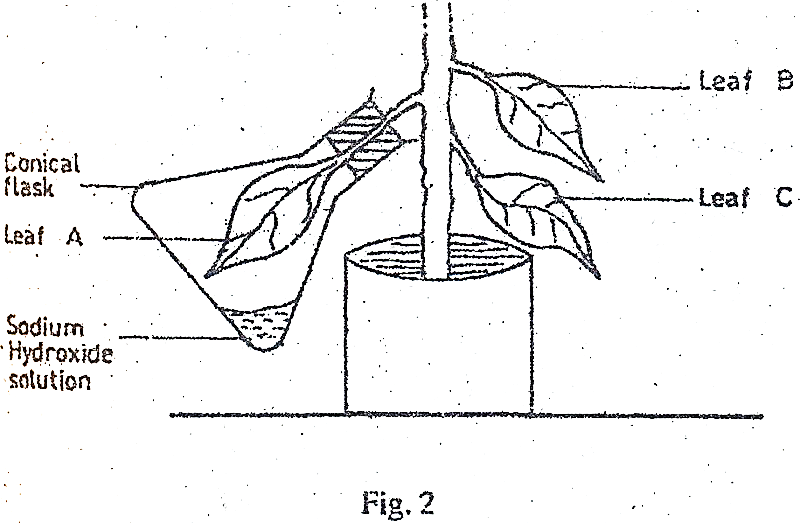 Leaf B
Conical
flask
Leaf C
Leaf A
Sodium
Hydroxide
solution
Fig. 2